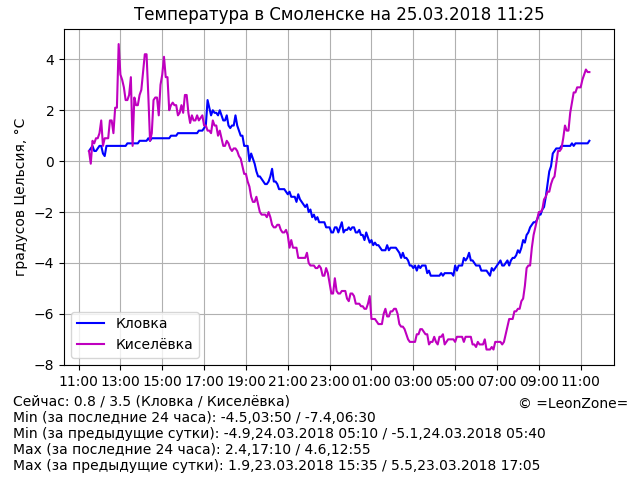 Температура в Смоленске на 25.03.2018 11:25
градусов Цельсия, °C
4
2
0
−2
−4
−6
−8
Кловка
Киселёвка
11:00 13:00 15:00 17:00 19:00 21:00 23:00 01:00 03:00 05:00 07:00 09:00 11:00
Сейчас: 0.8 / 3.5 (Кловка / Киселёвка)
© =LeonZone=
Min (за последние 24 часа): -4.5,03:50 / -7.4,06:30
Min (за предыдущие сутки): -4.9,24.03.2018 05:10 / -5.1,24.03.2018 05:40
Max (за последние 24 часа): 2.4,17:10 / 4.6,12:55
Max (за предыдущие сутки): 1.9,23.03.2018 15:35 / 5.5,23.03.2018 17:05